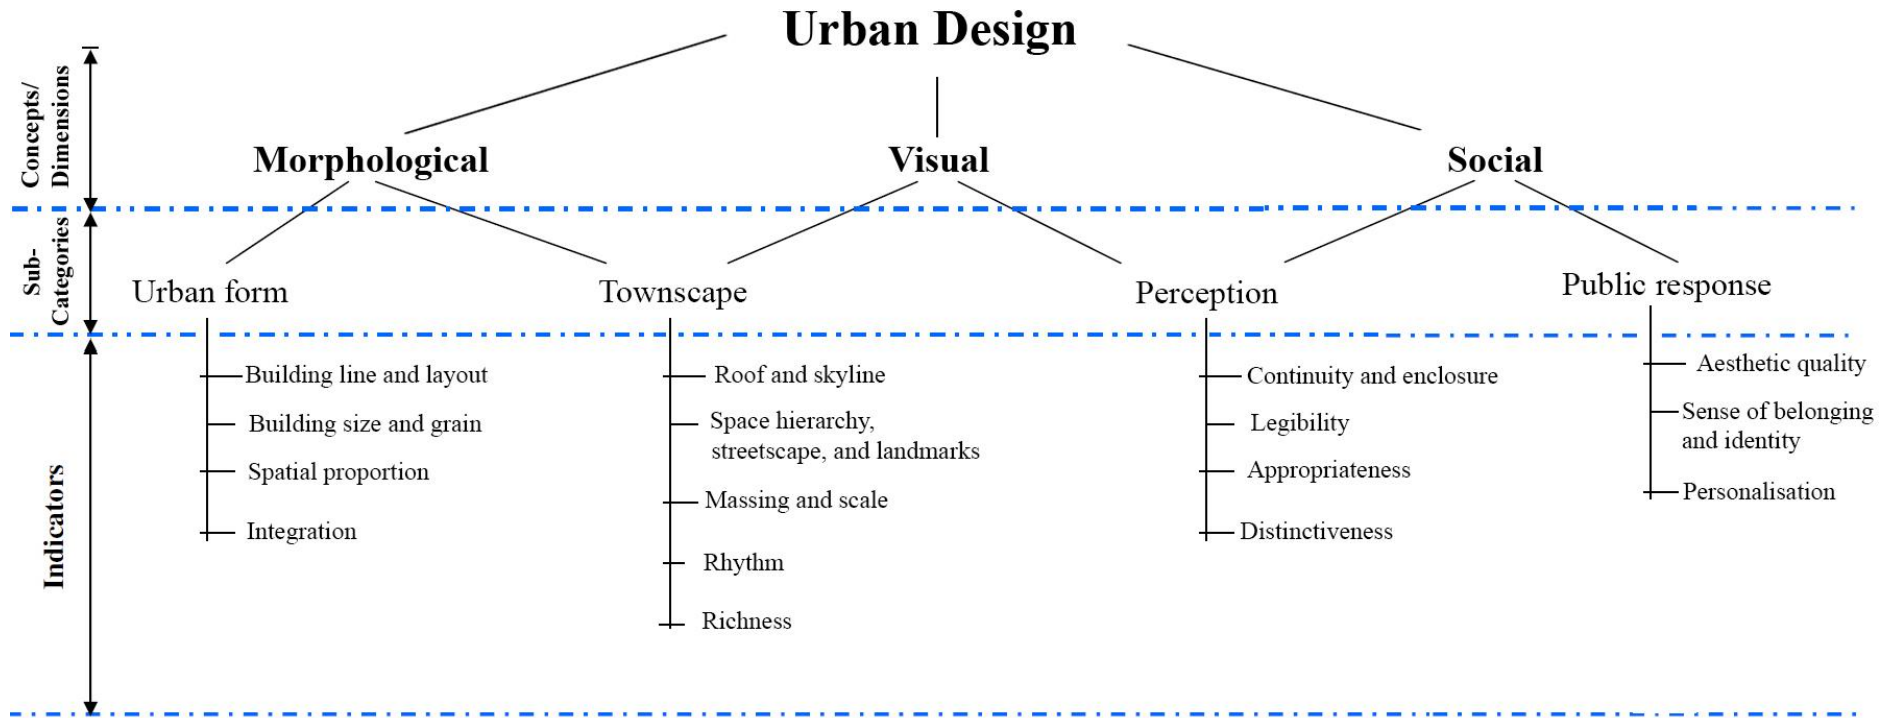 Urban Design
Concepts/
Dimensions
Morphological
Visual
Social
Sub-
Categories
Urban form
Townscape
Perception
Public response
Indicators
Building line and layout
Building size and grain
Spatial proportion
Integration
Roof and skyline
Space hierarchy,
streetscape, and landmarks
Massing and scale
Rhythm
Richness
Continuity and enclosure
Legibility
Appropriateness
Distinctiveness
Aesthetic quality
Sense of belonging
and identity
Personalisation